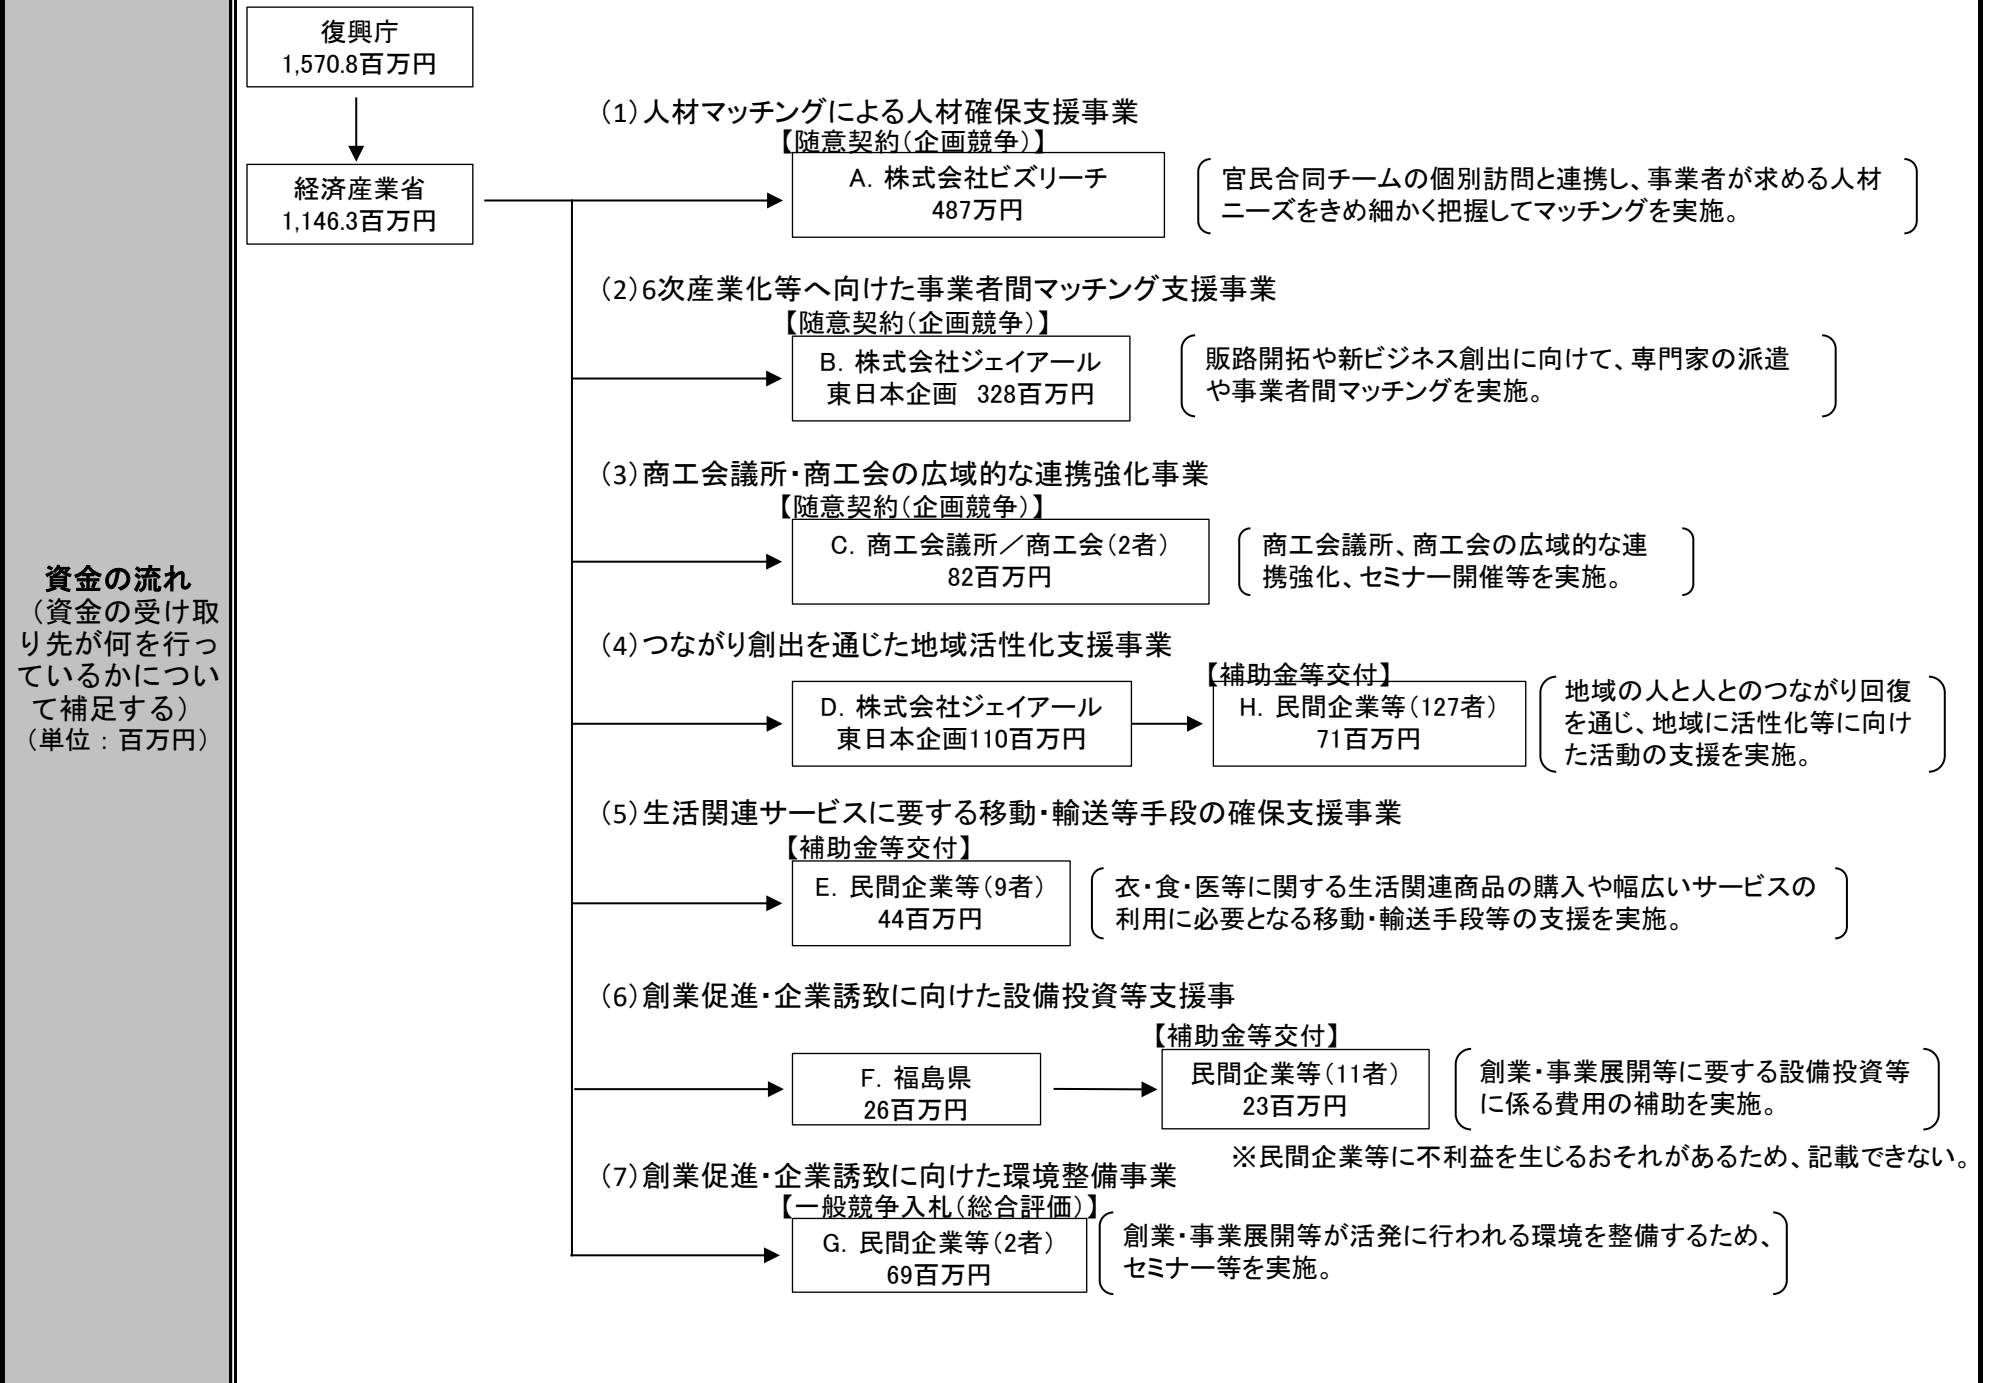 資金の流れ
（資金の受け取
り先が何を行っ
ているかについ
て補足する）
（単位：百万円）
復興庁
1,570.8百万円
経済産業省
1,146.3百万円
（1）人材マッチングによる人材確保支援事業
【随意契約（企画競争）】
A．株式会社ビズリーチ
487万円
官民合同チームの個別訪問と連携し、事業者が求める人材
ニーズをきめ細かく把握してマッチングを実施。
（2）6次産業化等へ向けた事業者間マッチング支援事業
【随意契約（企画競争）】
B．株式会社ジェイアール
東日本企画　328百万円
販路開拓や新ビジネス創出に向けて、専門家の派遣
や事業者間マッチングを実施。
（3）商工会議所・商工会の広域的な連携強化事業
【随意契約（企画競争）】
C．商工会議所／商工会（2者）
82百万円
商工会議所、商工会の広域的な連
携強化、セミナー開催等を実施。
（4）つながり創出を通じた地域活性化支援事業
D．株式会社ジェイアール
東日本企画110百万円
【補助金等交付】
H．民間企業等（127者）
71百万円
地域の人と人とのつながり回復
を通じ、地域に活性化等に向け
た活動の支援を実施。
（5）生活関連サービスに要する移動・輸送等手段の確保支援事業
【補助金等交付】
E．民間企業等（9者）
44百万円
衣・食・医等に関する生活関連商品の購入や幅広いサービスの
利用に必要となる移動・輸送手段等の支援を実施。
（6）創業促進・企業誘致に向けた設備投資等支援事
F．福島県
26百万円
【補助金等交付】
民間企業等（11者）
23百万円
創業・事業展開等に要する設備投資等
に係る費用の補助を実施。
※民間企業等に不利益を生じるおそれがあるため、記載できない。
（7）創業促進・企業誘致に向けた環境整備事業
【一般競争入札（総合評価）】
G．民間企業等（2者）
69百万円
創業・事業展開等が活発に行われる環境を整備するため、
セミナー等を実施。